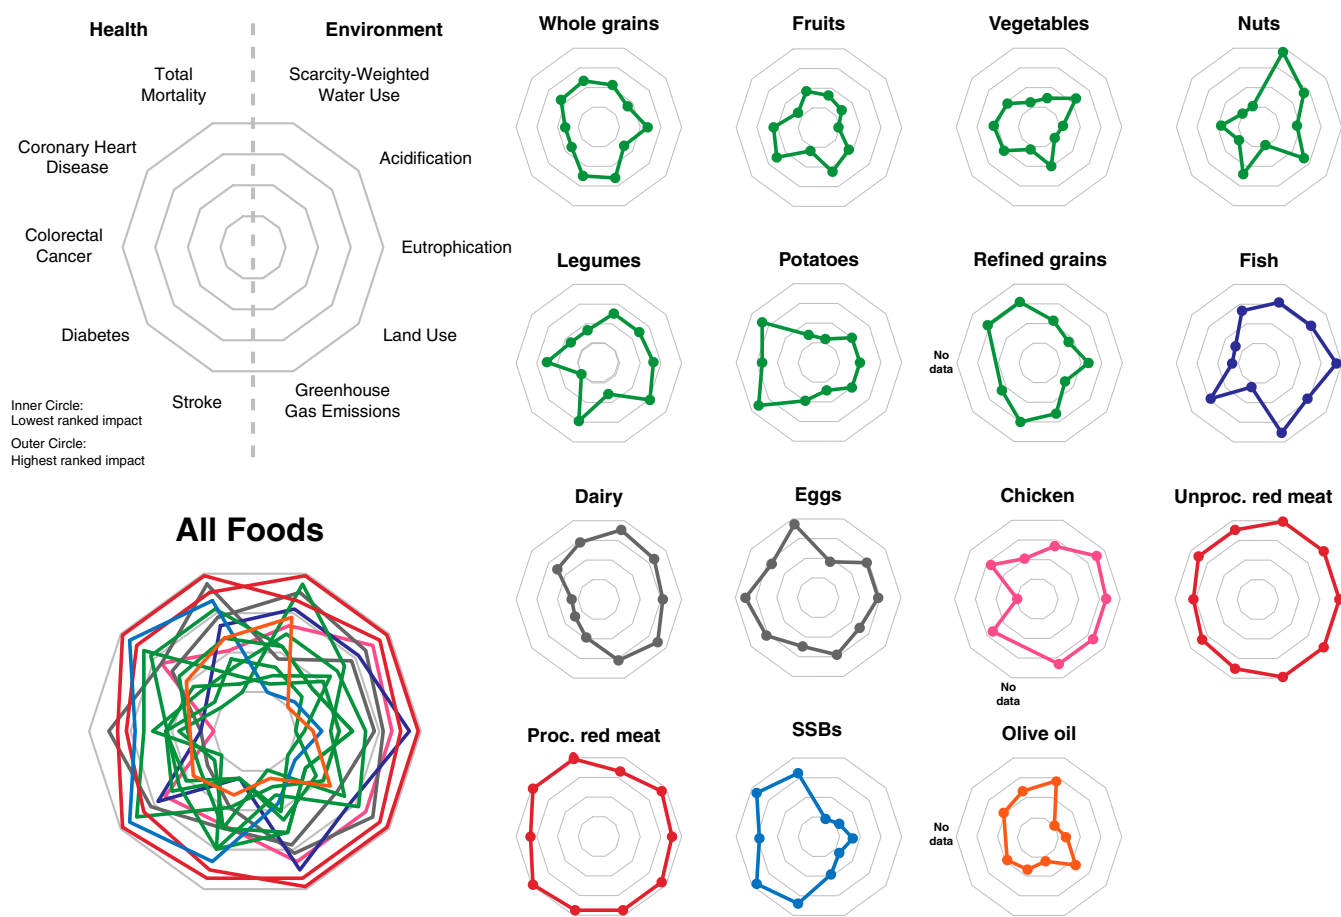 Health
Environment
Total
Mortality
Scarcity-Weighted
Water Use
Coronary Heart
Disease
Acidification
Colorectal
Cancer
Eutrophication
Diabetes
Land Use
Stroke
Greenhouse
Gas Emissions
Inner Circle:
Lowest ranked impact
Outer Circle:
Highest ranked impact
All Foods
Whole grains
Fruits
Vegetables
Nuts
Legumes
Potatoes
Refined grains
Fish
No
data
Dairy
Eggs
Chicken
Unproc. red meat
No
data
Proc. red meat
SSBs
Olive oil
No
data